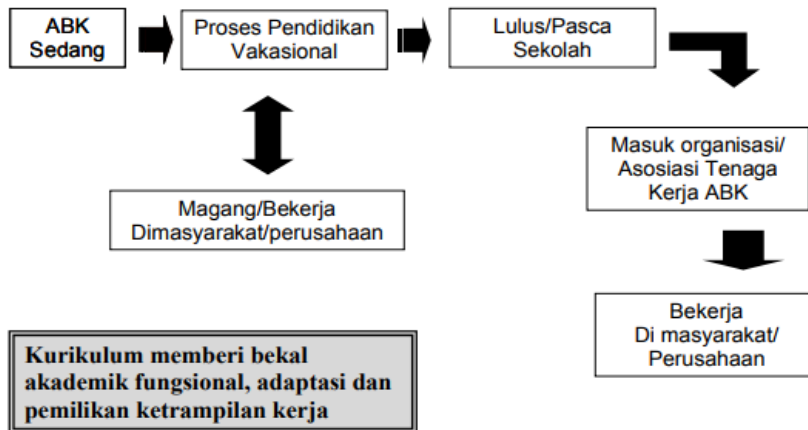 ABK
Sedang
Proses Pendidikan
Vakasional
Lulus/Pasca
Sekolah
Masuk organisasi/
Asosiasi Tenaga
Kerja ABK
Magang/Bekerja
Dimasyarakat/perusahaan
Bekerja
Di masyarakat/
Perusahaan
Kurikulum memberi bekal
akademik fungsional, adaptasi dan
pemilikan ketrampilan kerja